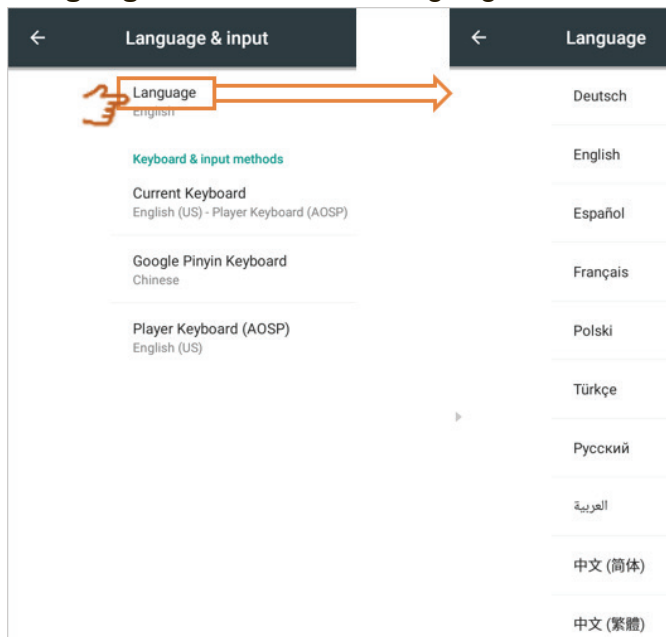 Language & input
Language
English
Keyboard & input methods
Current Keyboard
English (US) - Player Keyboard (AOSP)
Google Pinyin Keyboard
Chinese
Player Keyboard (AOSP)
English (US)
Language
Deutsch
English
Español
Français
Polski
Türkçe
Русский
العربية
中文 (简体)
中文 (繁體)